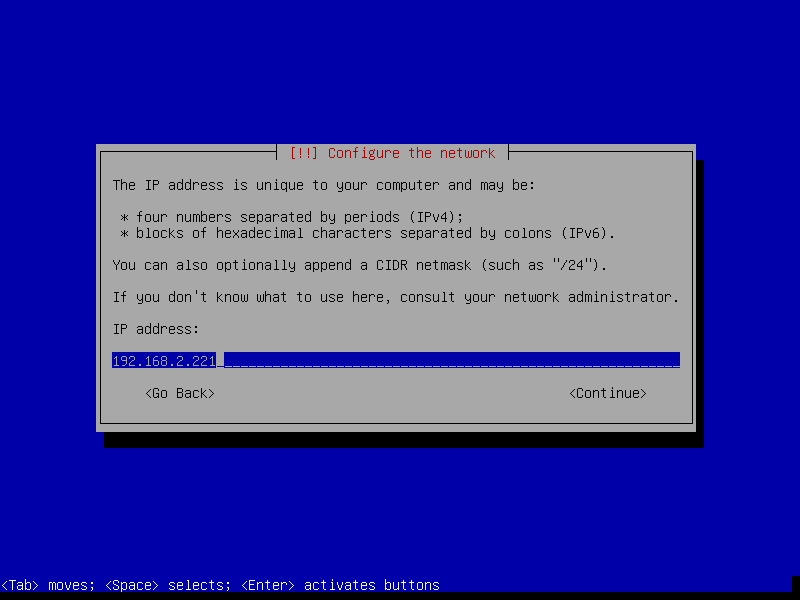 [!!] Configure the network
The IP address is unique to your computer and may be:
* four numbers separated by periods (IPv4);
* blocks of hexadecimal characters separated by colons (IPv6).
You can also optionally append a CIDR netmask (such as "/24").
If you don't know what to use here, consult your network administrator.
IP address:
192.168.2.221
<Go Back> <Continue>
<Tab> moves; <Space> selects; <Enter> activates buttons